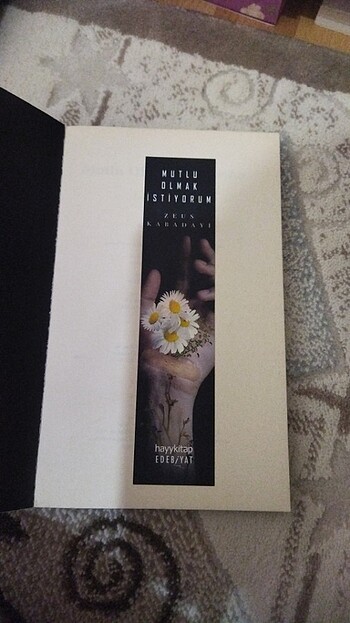 MUTLU
OLMAK
İSTİYORUM
ZEUS
KABADAYI
hayykitap
EDEB/YAT